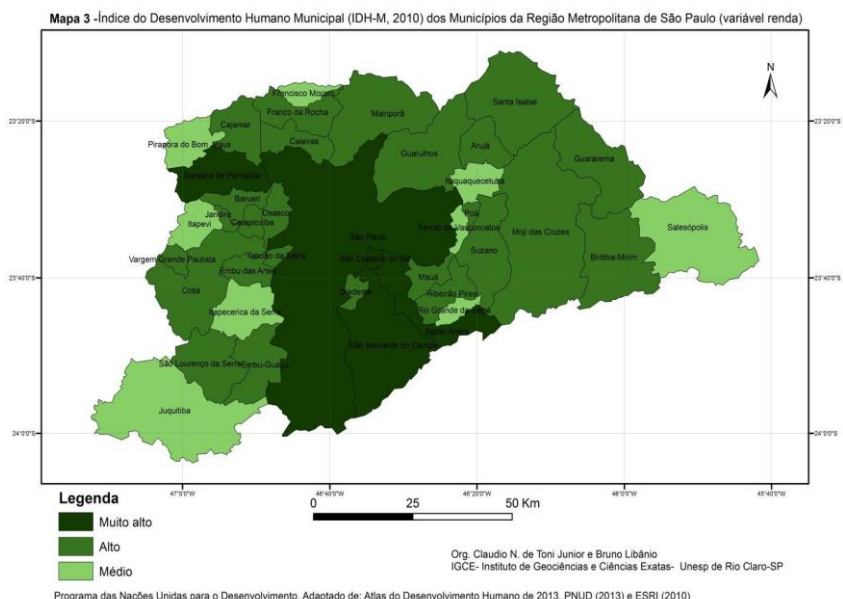 Mapa 3 -Índice do Desenvolvimento Humano Municipal (IDH-M, 2010) dos Municípios da Região Metropolitana de São Paulo (variável renda)
N
23°20'0"S
23°20'0"S
23°40'0"S
23°40'0"S
24°0'0"S
24°0'0"S
Francisco Morato
Franco da Rocha
Mairiporã
Santa Isabel
Cajamar
Pirapora do Bom Jesus
Caieiras
Guarulhos
Arujá
Guararema
Santana de Parnaíba
Itaquaquecetuba
Barueri
Jandira
Osasco
Itapevi
Carapicuíba
Poá
Ferraz de Vasconcelos
Salesópolis
São Paulo
Moji das Cruzes
Suzano
Biritiba-Mirim
Vargem Grande Paulista
Taboão da Serra
São Caetano do Sul
Embu das Artes
Mauá
Cotia
Diadema
Ribeirão Pires
Itapecerica da Serra
Rio Grande da Serra
Santo André
São Bernardo do Campo
São Lourenço da Serra
Embu-Guaçu
Juquitiba
47°0'0"W
46°40'0"W
46°20'0"W
46°0'0"W
45°40'0"W
Legenda
Muito alto
Alto
Médio
0 25 50 Km
Org. Claudio N. de Toni Junior e Bruno Libânio
IGCE- Instituto de Geociências e Ciências Exatas- Unesp de Rio Claro-SP
Programa das Nações Unidas para o Desenvolvimento. Adaptado de: Atlas do Desenvolvimento Humano de 2013, PNUD (2013) e ESRI (2010)